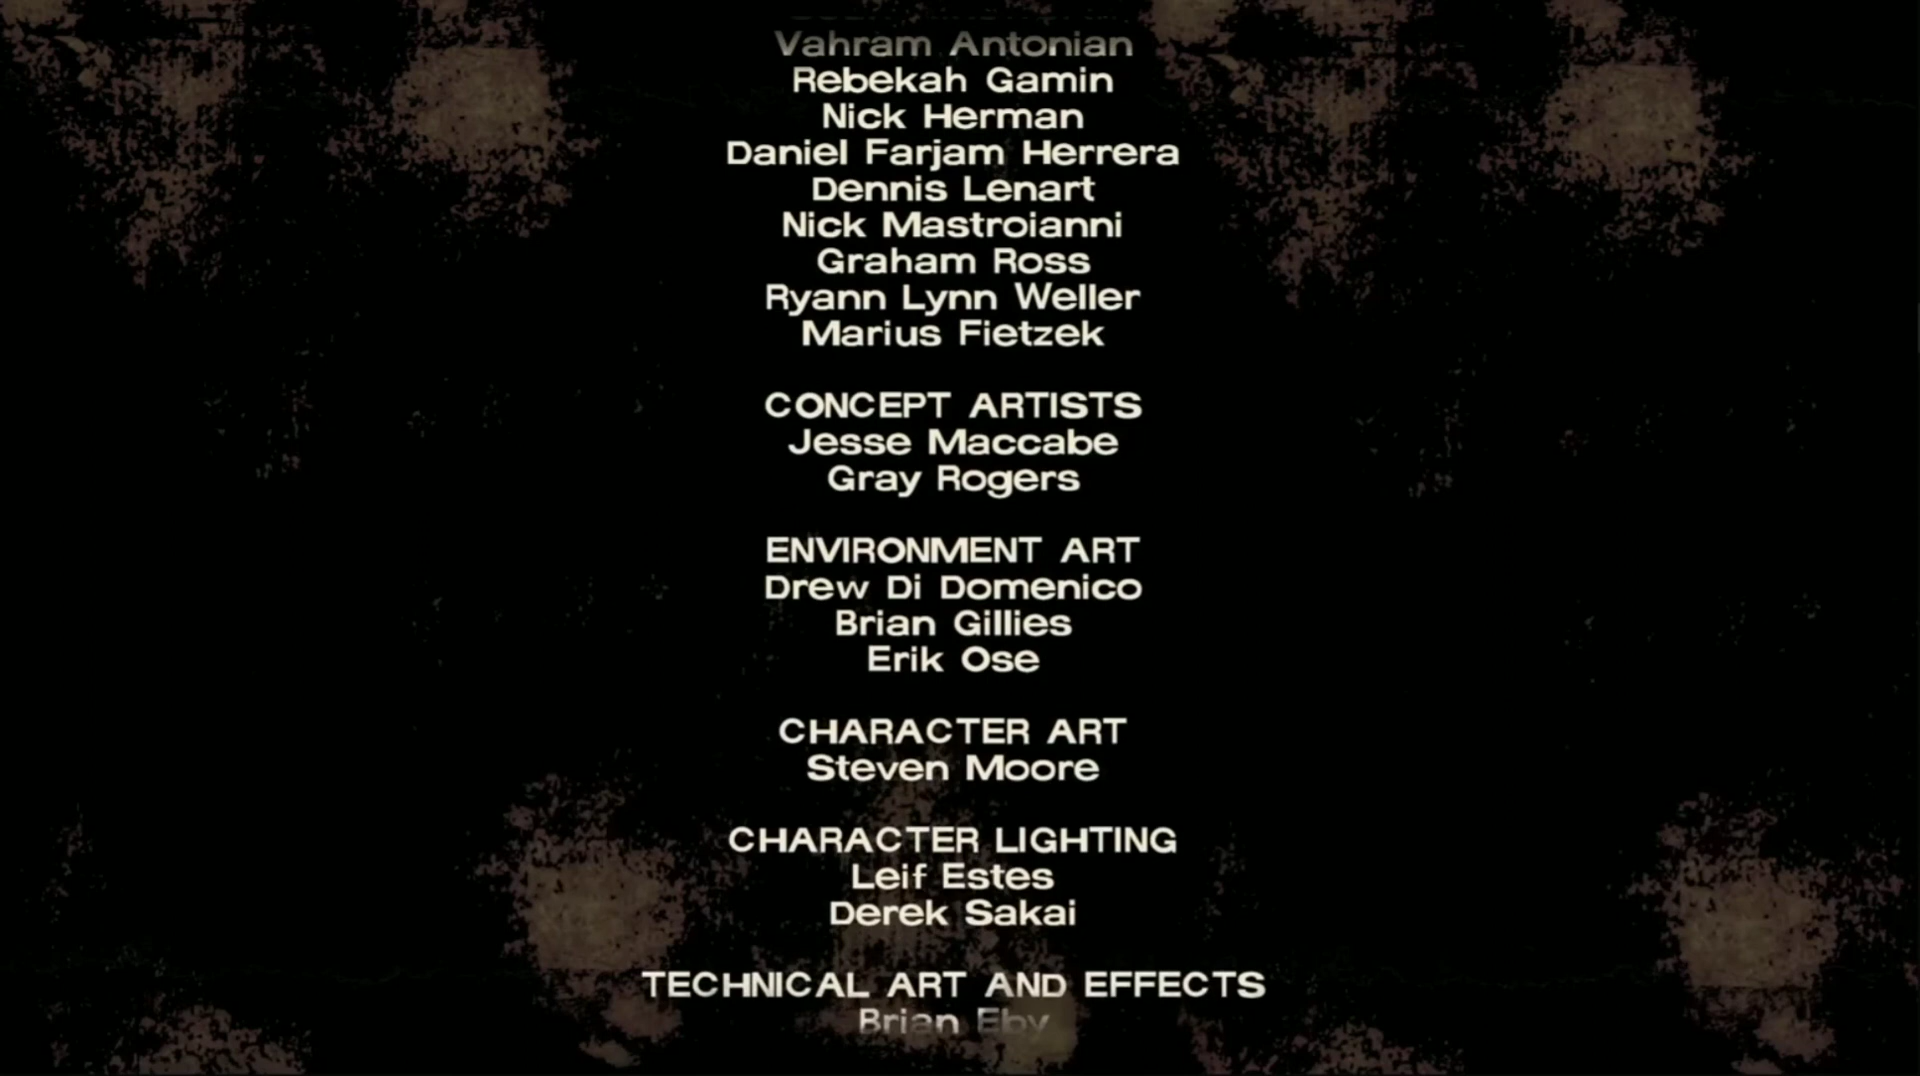 Vahram Antonian
Rebekah Gamin
Nick Herman
Daniel Farjam Herrera
Dennis Lenart
Nick Mastroianni
Graham Ross
Ryann Lynn Weller
Marius Fietzek
CONCEPT ARTISTS
Jesse Maccabe
Gray Rogers
ENVIRONMENT ART
Drew Di Domenico
Brian Gillies
Erik Ose
CHARACTER ART
Steven Moore
CHARACTER LIGHTING
Leif Estes
Derek Sakai
TECHNICAL ART AND EFFECTS
Brian Eby